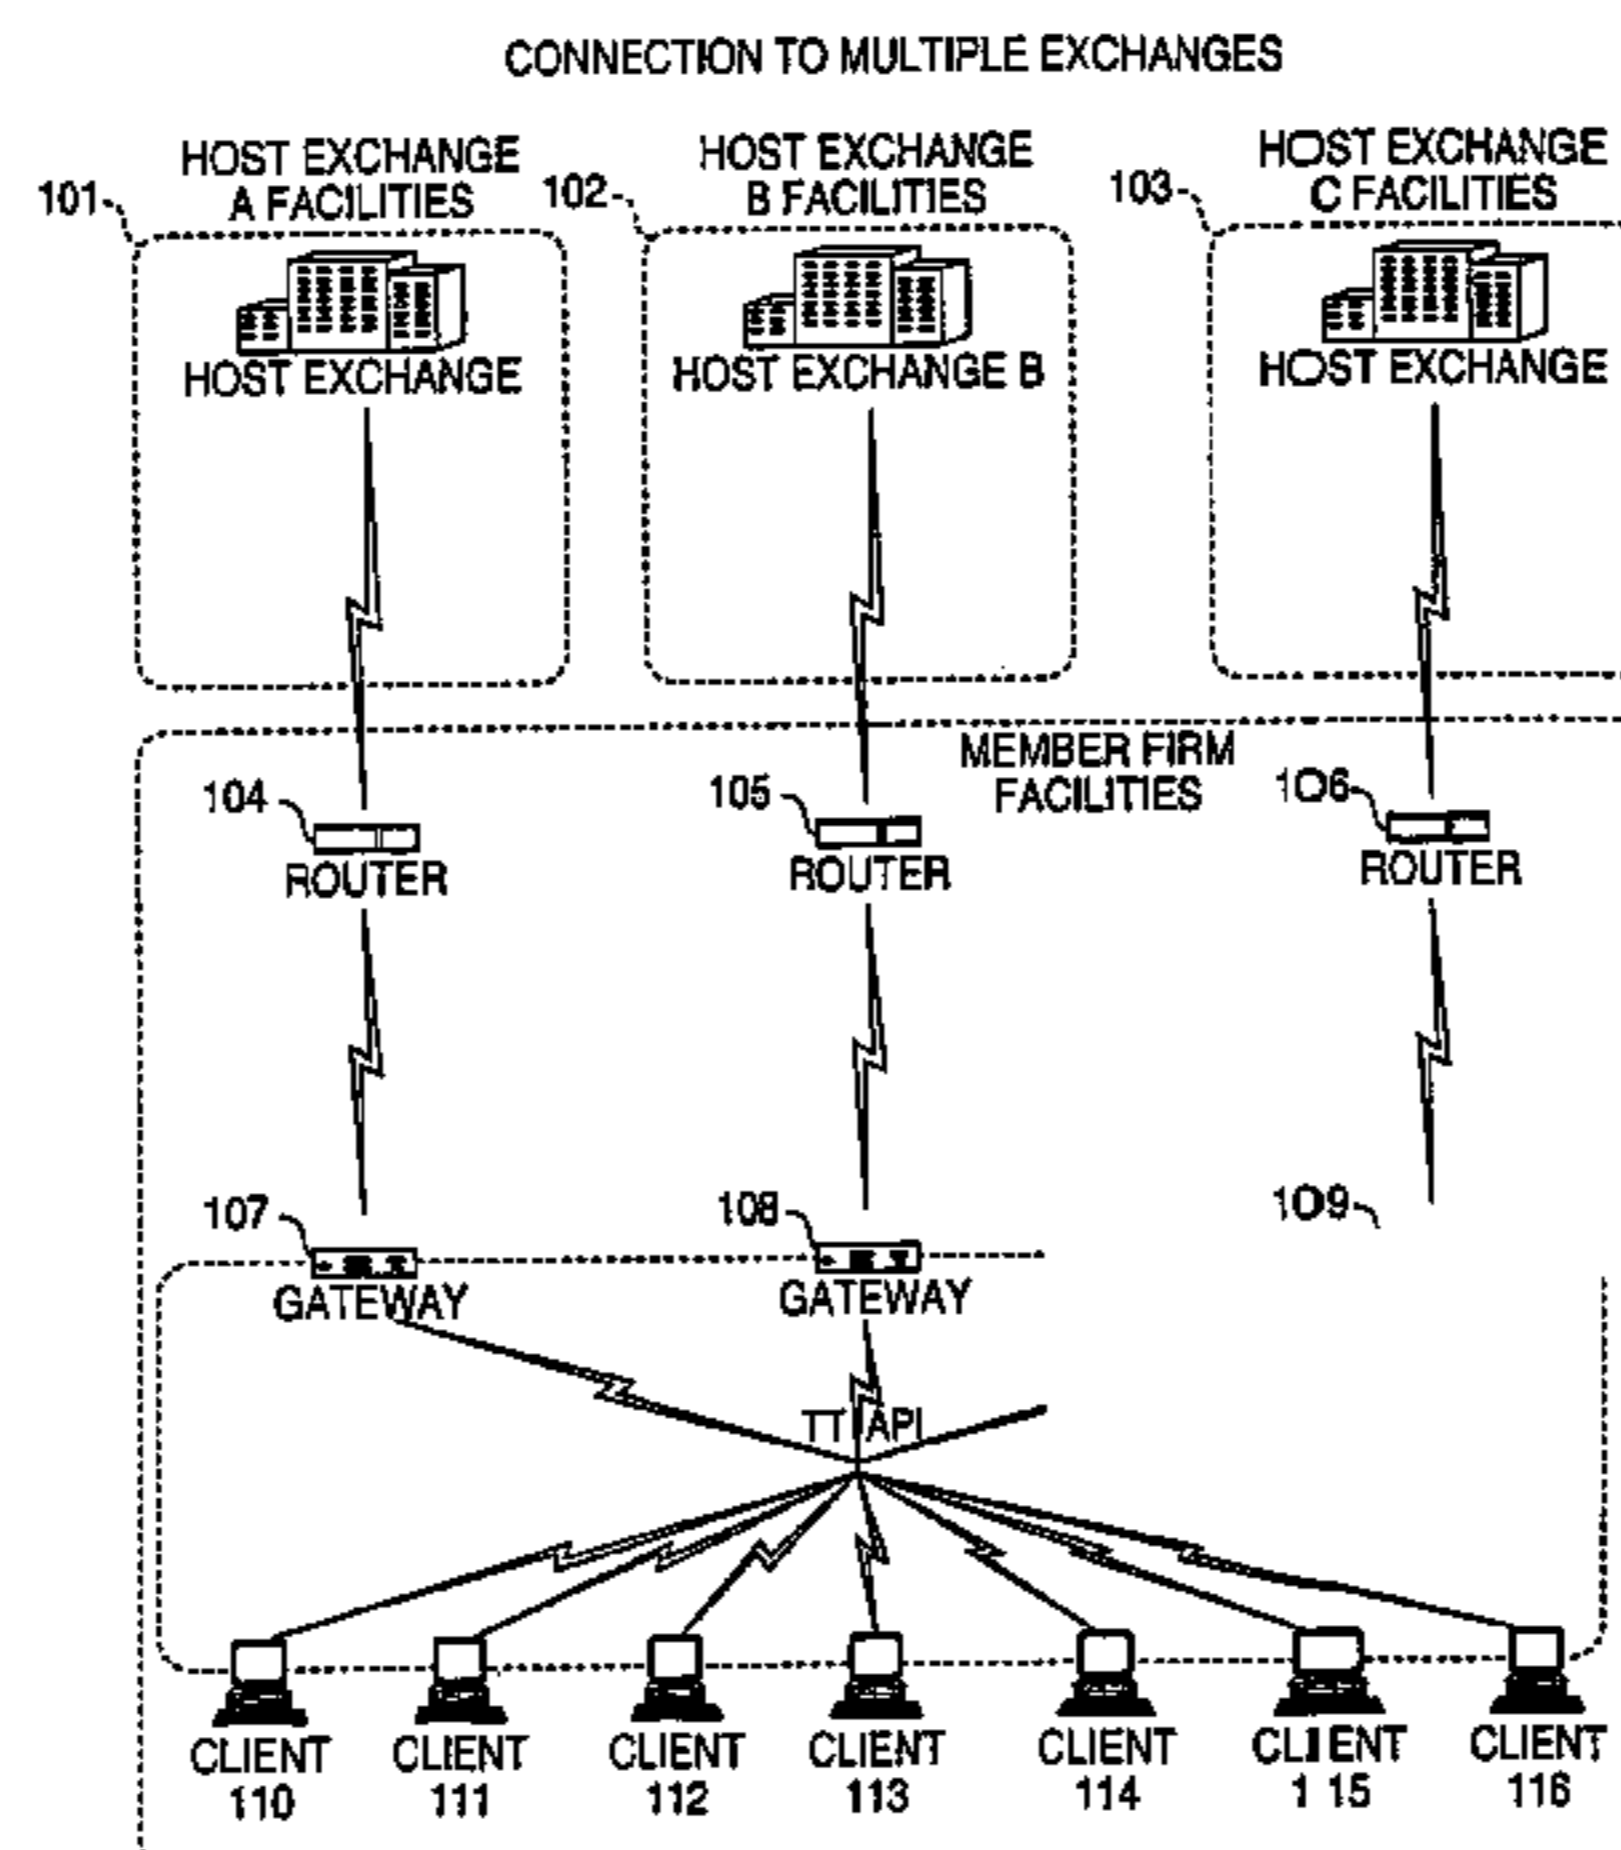 CONNECTION TO MULTIPLE EXCHANGES
HOST EXCHANGE
A FACILITIES
HOST EXCHANGE
B FACILITIES
HOST EXCHANGE
C FACILITIES
101
102
103
HOST EXCHANGE
HOST EXCHANGE B
HOST EXCHANGE
MEMBER FIRM
FACILITIES
104
105
106
ROUTER
ROUTER
ROUTER
107
108
109
GATEWAY
GATEWAY
TT API
CLIENT
110
CLIENT
111
CLIENT
112
CLIENT
113
CLIENT
114
CLIENT
1 15
CLIENT
116